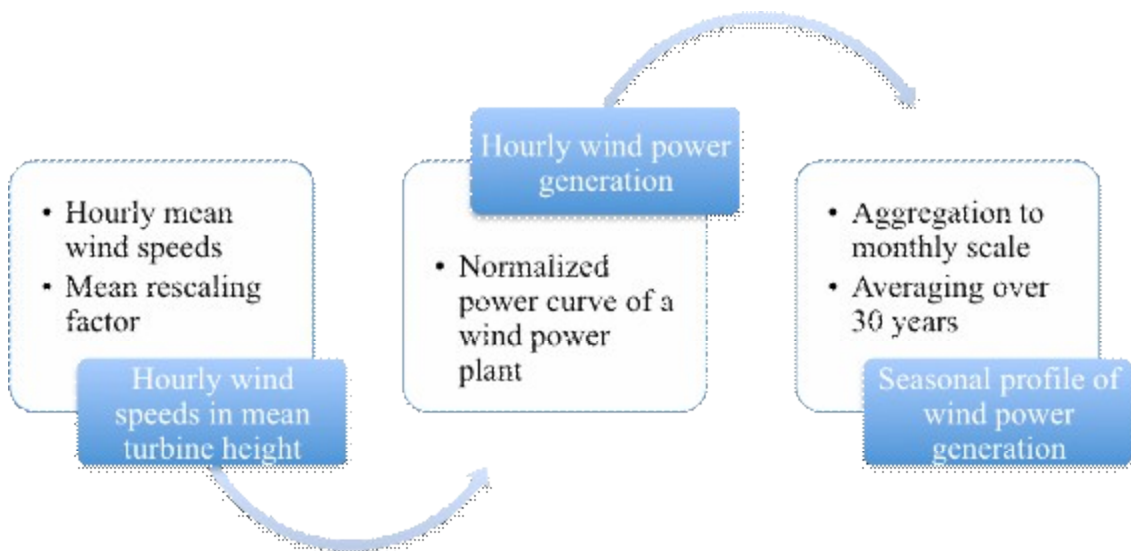 • Hourly mean
wind speeds
• Mean rescaling
factor
Hourly wind
speeds in mean
turbine height
Hourly wind power
generation
• Normalized
power curve of a
wind power
plant
• Aggregation to
monthly scale
• Averaging over
30 years
Seasonal profile of
wind power
generation